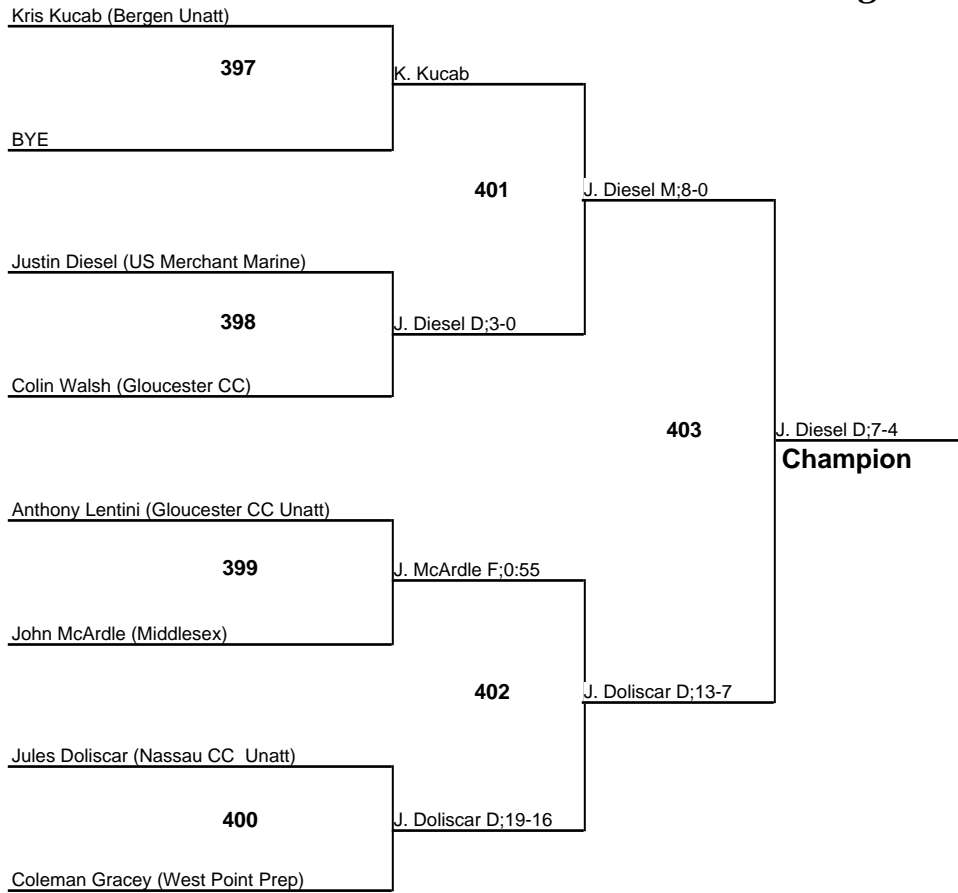 Kris Kucab (Bergen Unatt)
397
K. Kucab
BYE
401
J. Diesel M;8-0
Justin Diesel (US Merchant Marine)
398
J. Diesel D;3-0
Colin Walsh (Gloucester CC)
403
J. Diesel D;7-4
Champion
Anthony Lentini (Gloucester CC Unatt)
399
J. McArdle F;0:55
John McArdle (Middlesex)
402
J. Doliscar D;13-7
Jules Doliscar (Nassau CC  Unatt)
400
J. Doliscar D;19-16
Coleman Gracey (West Point Prep)